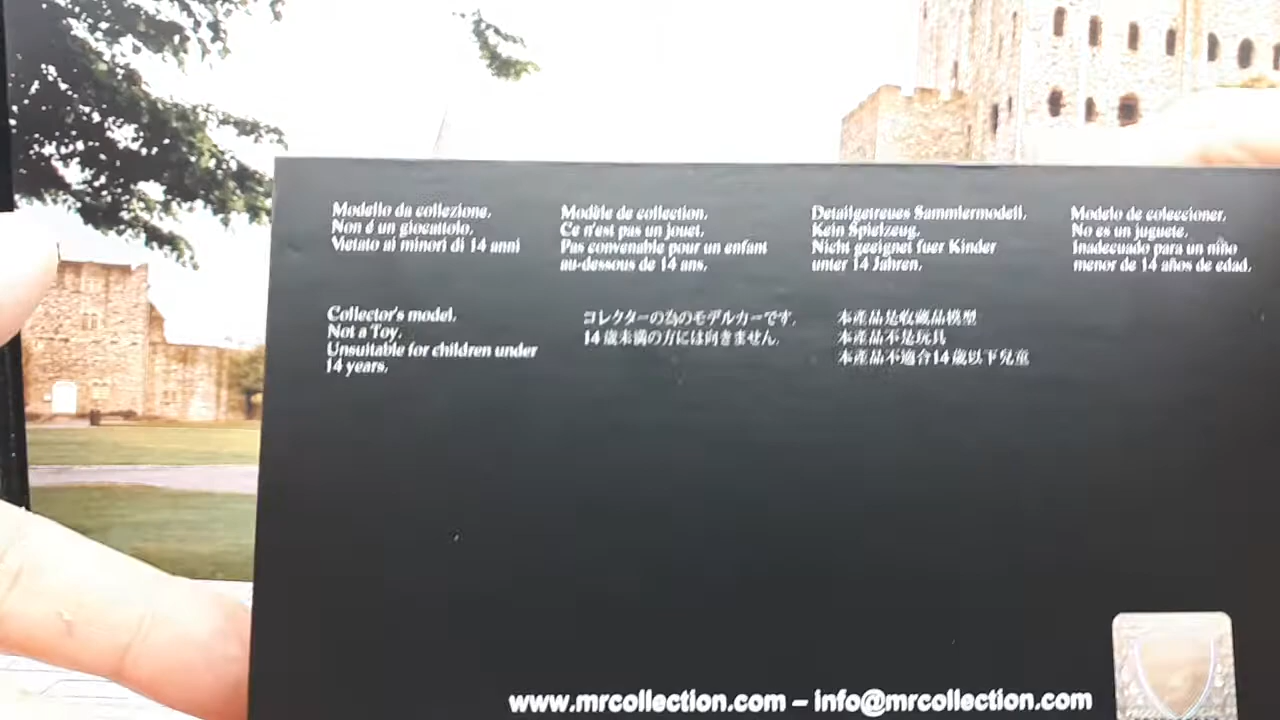 Modello da collezione.
Non é un giocattolo.
Vietato ai minori di 14 anni
Modèle de collection.
Ce n'est pas un jouet.
Pas convenable pour un enfant
au-dessous de 14 ans.
Detailgetreues Sammlermodell.
Kein Spielzeug.
Nicht geeignet fuer Kinder
unter 14 Jahren.
Modelo de coleccioner.
No es un juguete.
Inadecuado para un niño
menor de 14 años de edad.
Collector's model.
Not a Toy.
Unsuitable for children under
14 years.
コレクターの為のモデルカーです.
14歳未満の方には向きません.
本產品是收藏品模型
本產品不是玩具
本產品不適合14歲以下兒童
www.mrcollection.com – info@mrcollection.com